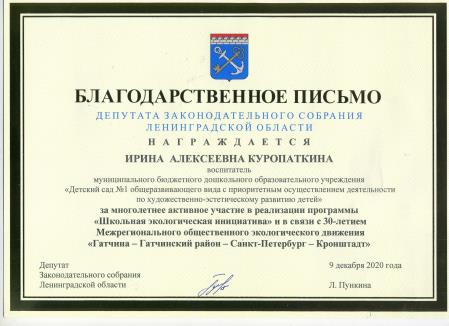 БЛАГОДАРСТВЕННОЕ ПИСЬМО
ДЕПУТАТА ЗАКОНОДАТЕЛЬНОГО СОБРАНИЯ
ЛЕНИНГРАДСКОЙ ОБЛАСТИ
НАГРАЖДАЕТСЯ
ИРИНА АЛЕКСЕЕВНА КУРОПАТКИНА
воспитатель
муниципального бюджетного дошкольного образовательного учреждения
«Детский сад №1 общеразвивающего вида с приоритетным осуществлением деятельности
по художественно-эстетическому развитию детей»
за многолетнее активное участие в реализации программы
«Школьная экологическая инициатива» и в связи с 30-летием
Межрегионального общественного экологического движения
«Гатчина – Гатчинский район – Санкт-Петербург – Кронштадт»
Депутат 9 декабря 2020 года
Законодательного собрания
Ленинградской области Л. Пункина